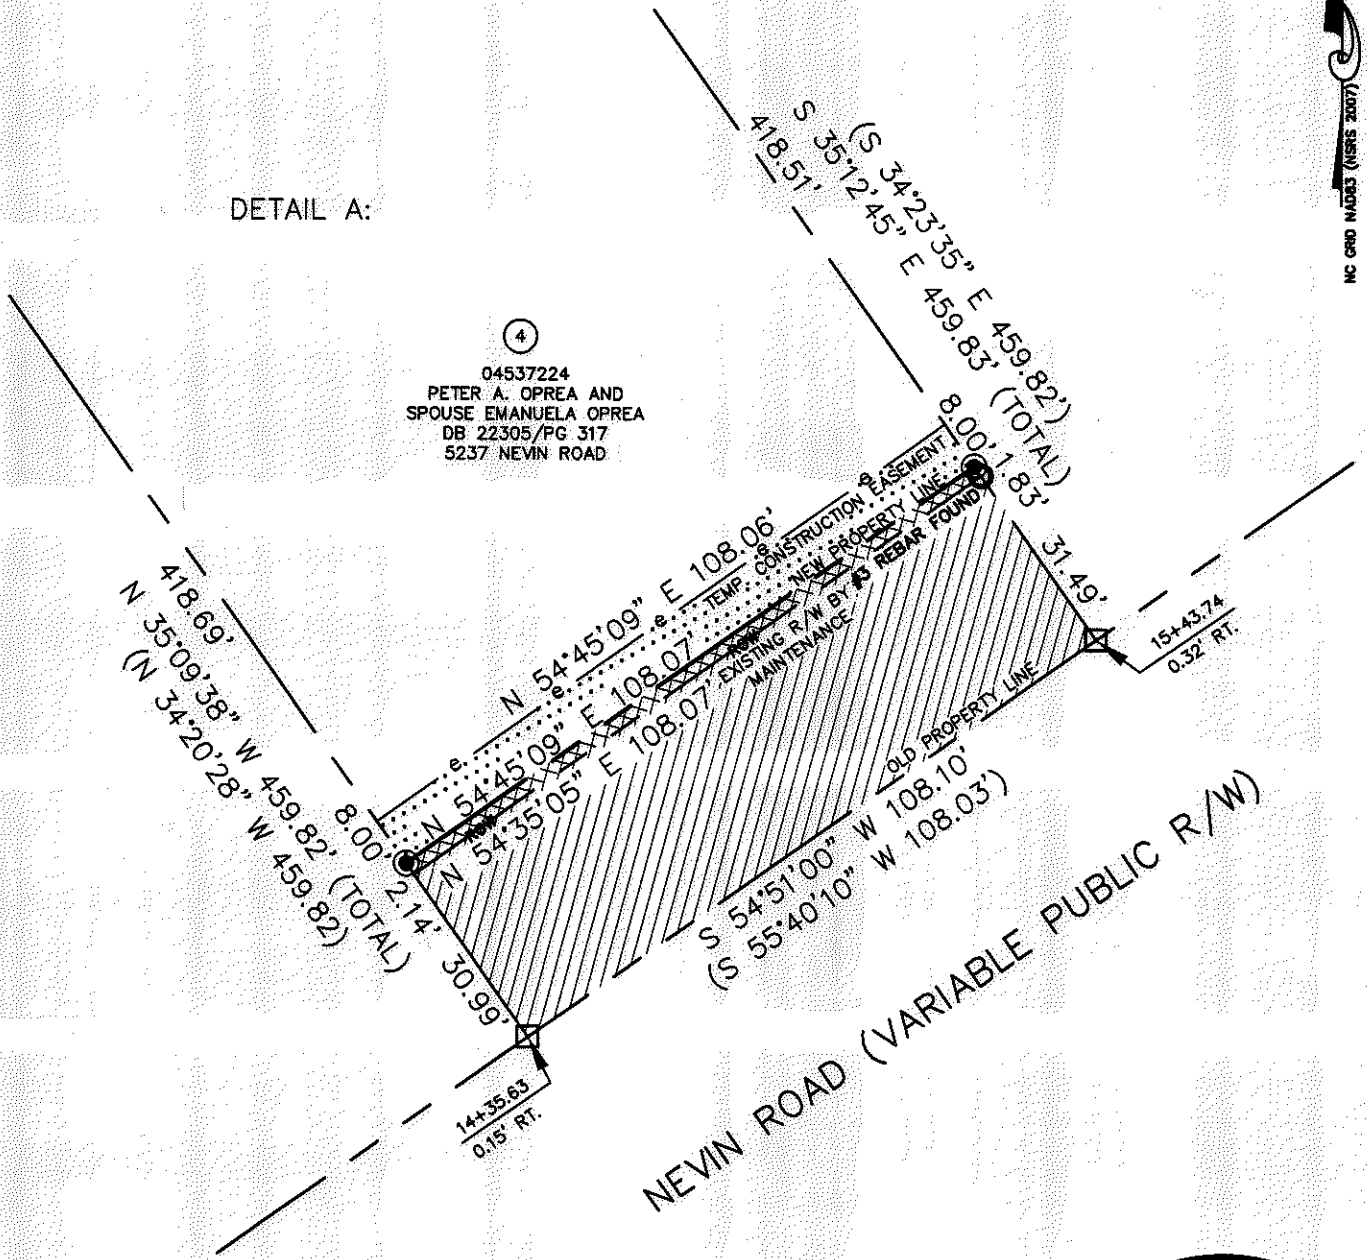 NC GRID NAD83 (NSRS 2007)
DETAIL A:
(S 34°23'35" E 459.82')
S 35°12'45" E 459.83' (TOTAL)
418.51'
4
04537224
PETER A. OPREA AND
SPOUSE EMANUELA OPREA
DB 22305/PG 317
5237 NEVIN ROAD
8.00'
1.83'
31.49'
15+43.74
0.32' RT.
N 54°45'09" E 108.06'
e e e e e
TEMP. CONSTRUCTION EASEMENT
NEW PROPERTY LINE
N 54°45'09" E 108.07'
N 54°35'05" E 108.07'
EXISTING R/W BY
MAINTENANCE
#3 REBAR FOUND
418.69'
N 35°09'38" W 459.82' (TOTAL)
(N 34°20'28" W 459.82)
8.00'
2.14'
30.99'
OLD PROPERTY LINE
S 54°51'00" W 108.10'
(S 55°40'10" W 108.03')
14+35.63
0.15' RT.
NEVIN ROAD (VARIABLE PUBLIC R/W)